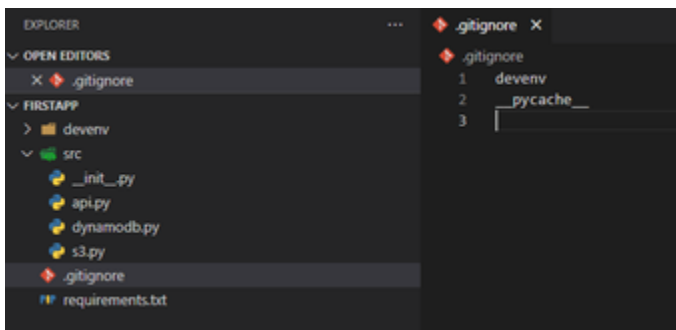 EXPLORER
OPEN EDITORS
.gitignore
FIRSTAPP
devenv
src
__init__.py
api.py
dynamodb.py
s3.py
.gitignore
requirements.txt
.gitignore
.gitignore
1 devenv
2 __pycache__
3